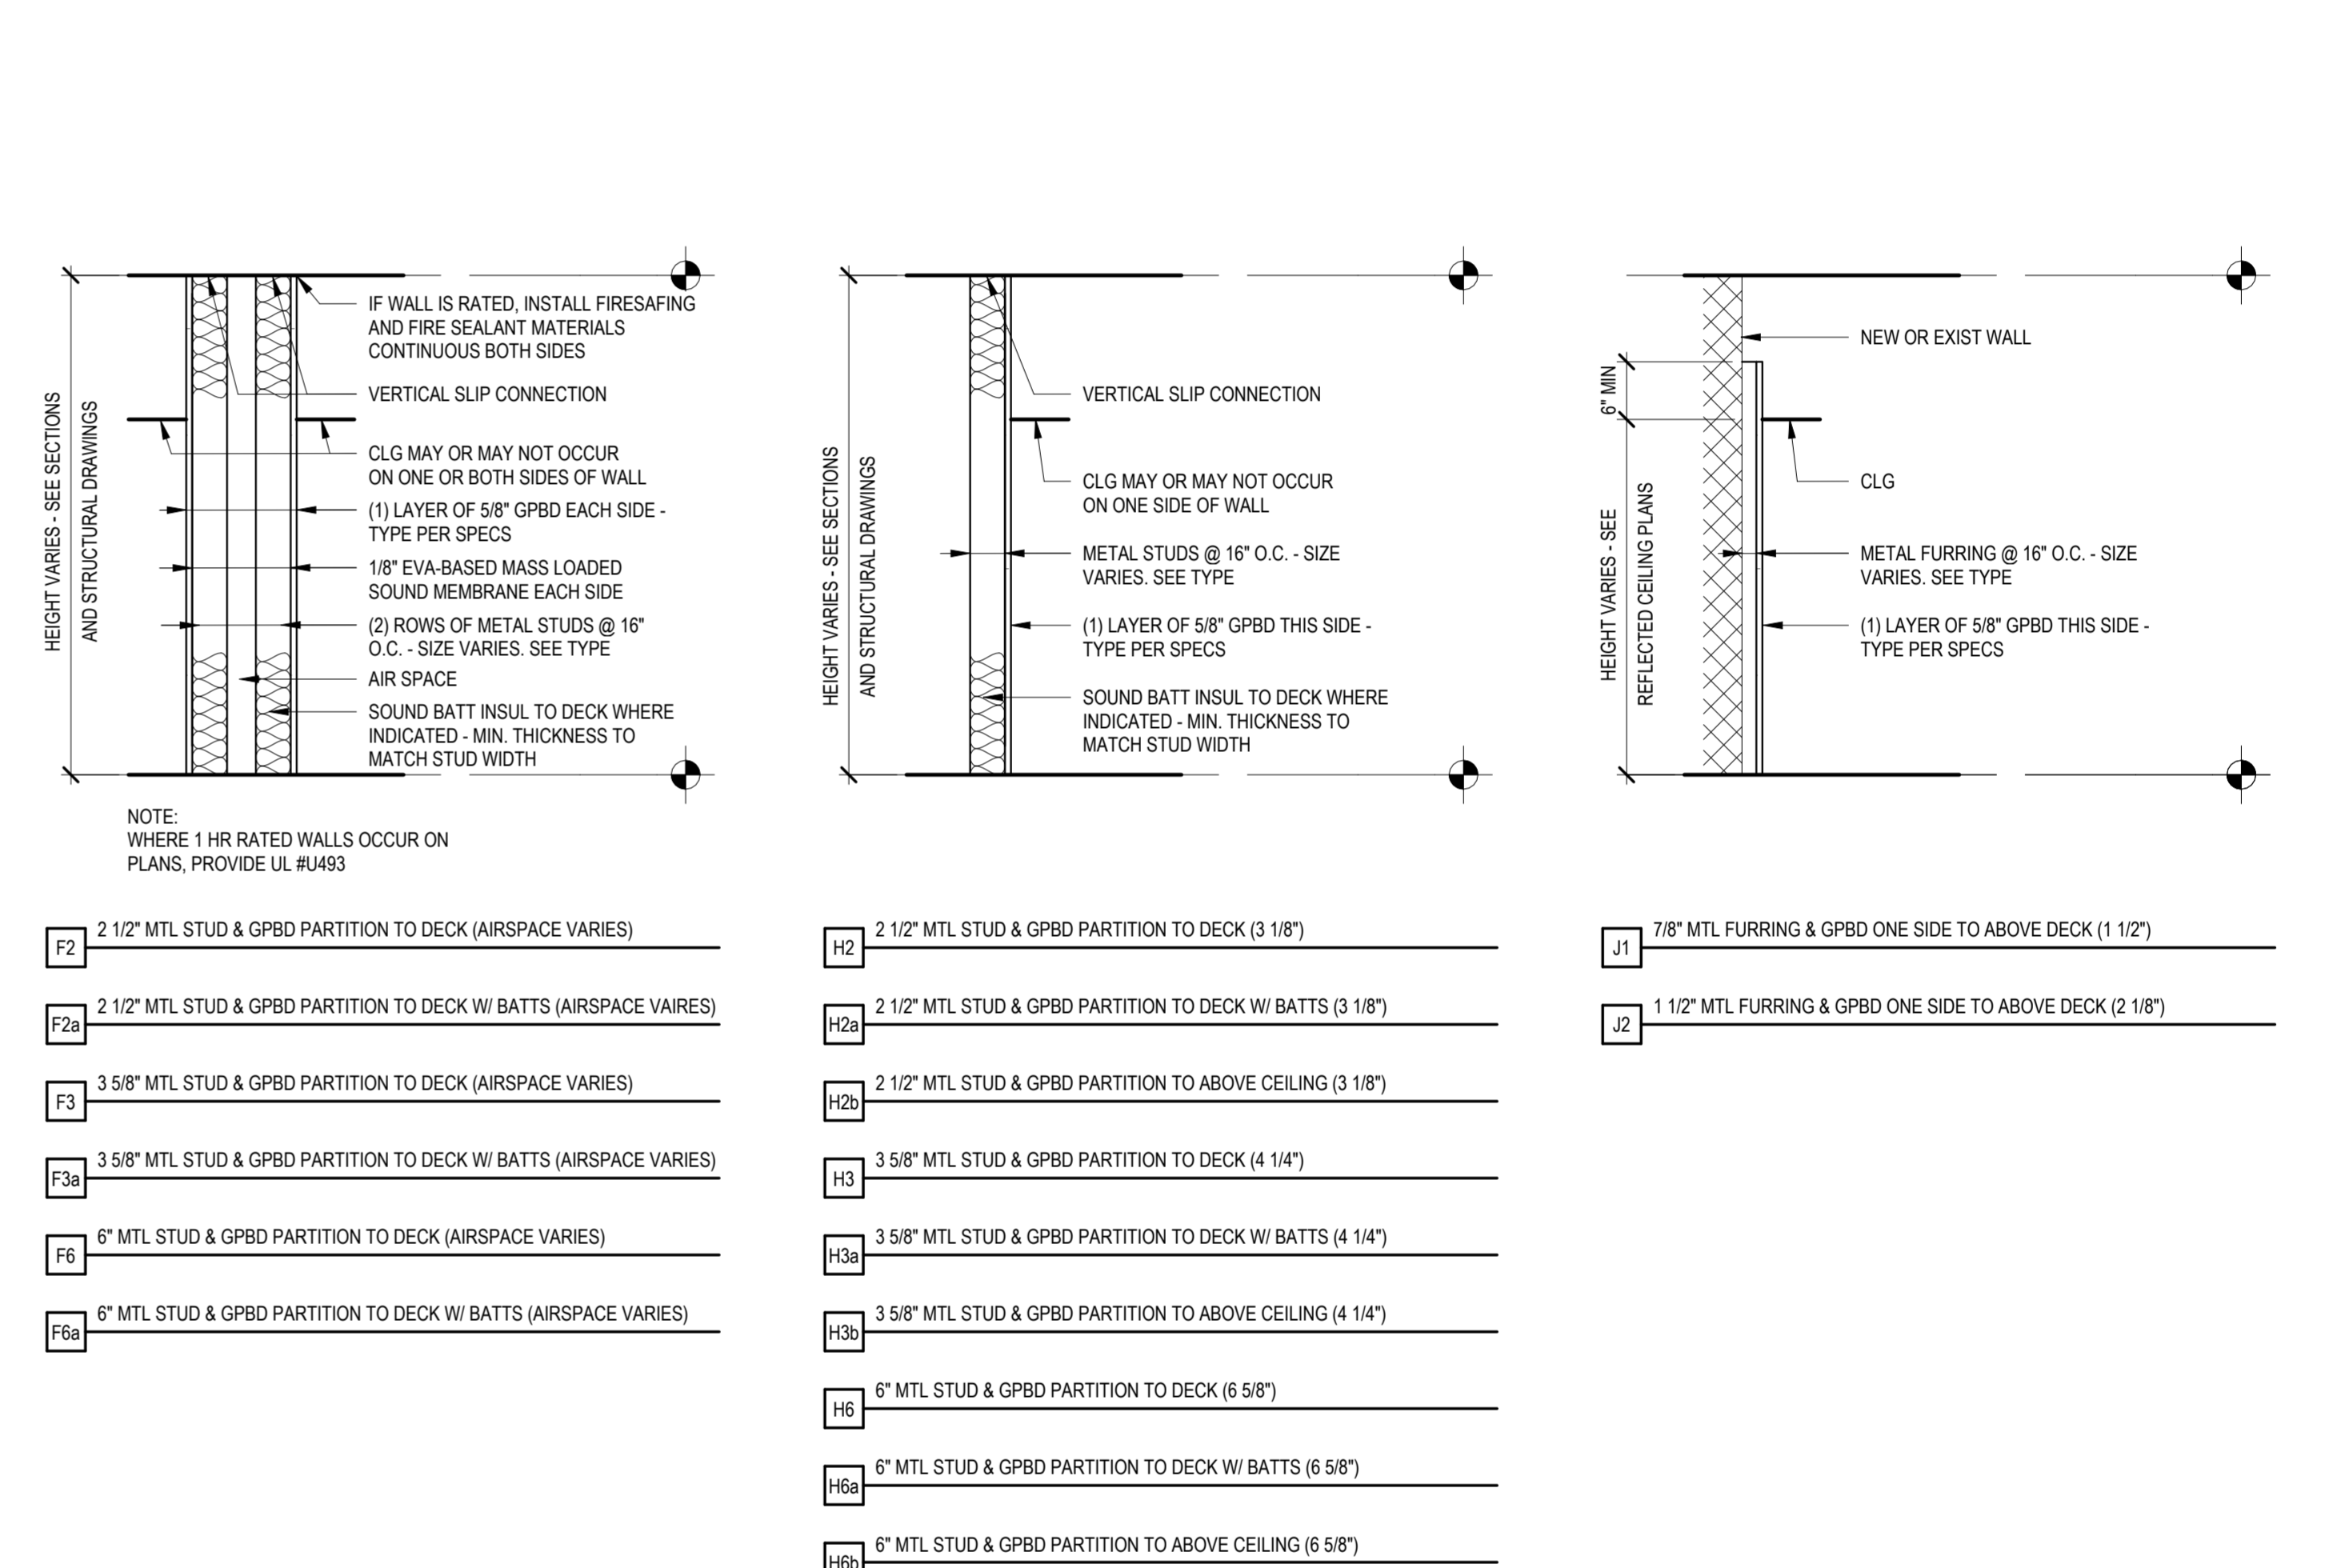 HEIGHT VARIES - SEE SECTIONS
AND STRUCTURAL DRAWINGS
IF WALL IS RATED, INSTALL FIRESAFING
AND FIRE SEALANT MATERIALS
CONTINUOUS BOTH SIDES
VERTICAL SLIP CONNECTION
CLG MAY OR MAY NOT OCCUR
ON ONE OR BOTH SIDES OF WALL
(1) LAYER OF 5/8" GPBD EACH SIDE -
TYPE PER SPECS
1/8" EVA-BASED MASS LOADED
SOUND MEMBRANE EACH SIDE
(2) ROWS OF METAL STUDS @ 16"
O.C. - SIZE VARIES. SEE TYPE
AIR SPACE
SOUND BATT INSUL TO DECK WHERE
INDICATED - MIN. THICKNESS TO
MATCH STUD WIDTH
NOTE:
WHERE 1 HR RATED WALLS OCCUR ON
PLANS, PROVIDE UL #U493
F2 2 1/2" MTL STUD & GPBD PARTITION TO DECK (AIRSPACE VARIES)
F2a 2 1/2" MTL STUD & GPBD PARTITION TO DECK W/ BATTS (AIRSPACE VAIRES)
F3 3 5/8" MTL STUD & GPBD PARTITION TO DECK (AIRSPACE VARIES)
F3a 3 5/8" MTL STUD & GPBD PARTITION TO DECK W/ BATTS (AIRSPACE VARIES)
F6 6" MTL STUD & GPBD PARTITION TO DECK (AIRSPACE VARIES)
F6a 6" MTL STUD & GPBD PARTITION TO DECK W/ BATTS (AIRSPACE VARIES)
HEIGHT VARIES - SEE SECTIONS
AND STRUCTURAL DRAWINGS
VERTICAL SLIP CONNECTION
CLG MAY OR MAY NOT OCCUR
ON ONE SIDE OF WALL
METAL STUDS @ 16" O.C. - SIZE
VARIES. SEE TYPE
(1) LAYER OF 5/8" GPBD THIS SIDE -
TYPE PER SPECS
SOUND BATT INSUL TO DECK WHERE
INDICATED - MIN. THICKNESS TO
MATCH STUD WIDTH
H2 2 1/2" MTL STUD & GPBD PARTITION TO DECK (3 1/8")
H2a 2 1/2" MTL STUD & GPBD PARTITION TO DECK W/ BATTS (3 1/8")
H2b 2 1/2" MTL STUD & GPBD PARTITION TO ABOVE CEILING (3 1/8")
H3 3 5/8" MTL STUD & GPBD PARTITION TO DECK (4 1/4")
H3a 3 5/8" MTL STUD & GPBD PARTITION TO DECK W/ BATTS (4 1/4")
H3b 3 5/8" MTL STUD & GPBD PARTITION TO ABOVE CEILING (4 1/4")
H6 6" MTL STUD & GPBD PARTITION TO DECK (6 5/8")
H6a 6" MTL STUD & GPBD PARTITION TO DECK W/ BATTS (6 5/8")
H6b 6" MTL STUD & GPBD PARTITION TO ABOVE CEILING (6 5/8")
6" MIN
HEIGHT VARIES - SEE
REFLECTED CEILING PLANS
NEW OR EXIST WALL
CLG
METAL FURRING @ 16" O.C. - SIZE
VARIES. SEE TYPE
(1) LAYER OF 5/8" GPBD THIS SIDE -
TYPE PER SPECS
J1 7/8" MTL FURRING & GPBD ONE SIDE TO ABOVE DECK (1 1/2")
J2 1 1/2" MTL FURRING & GPBD ONE SIDE TO ABOVE DECK (2 1/8")